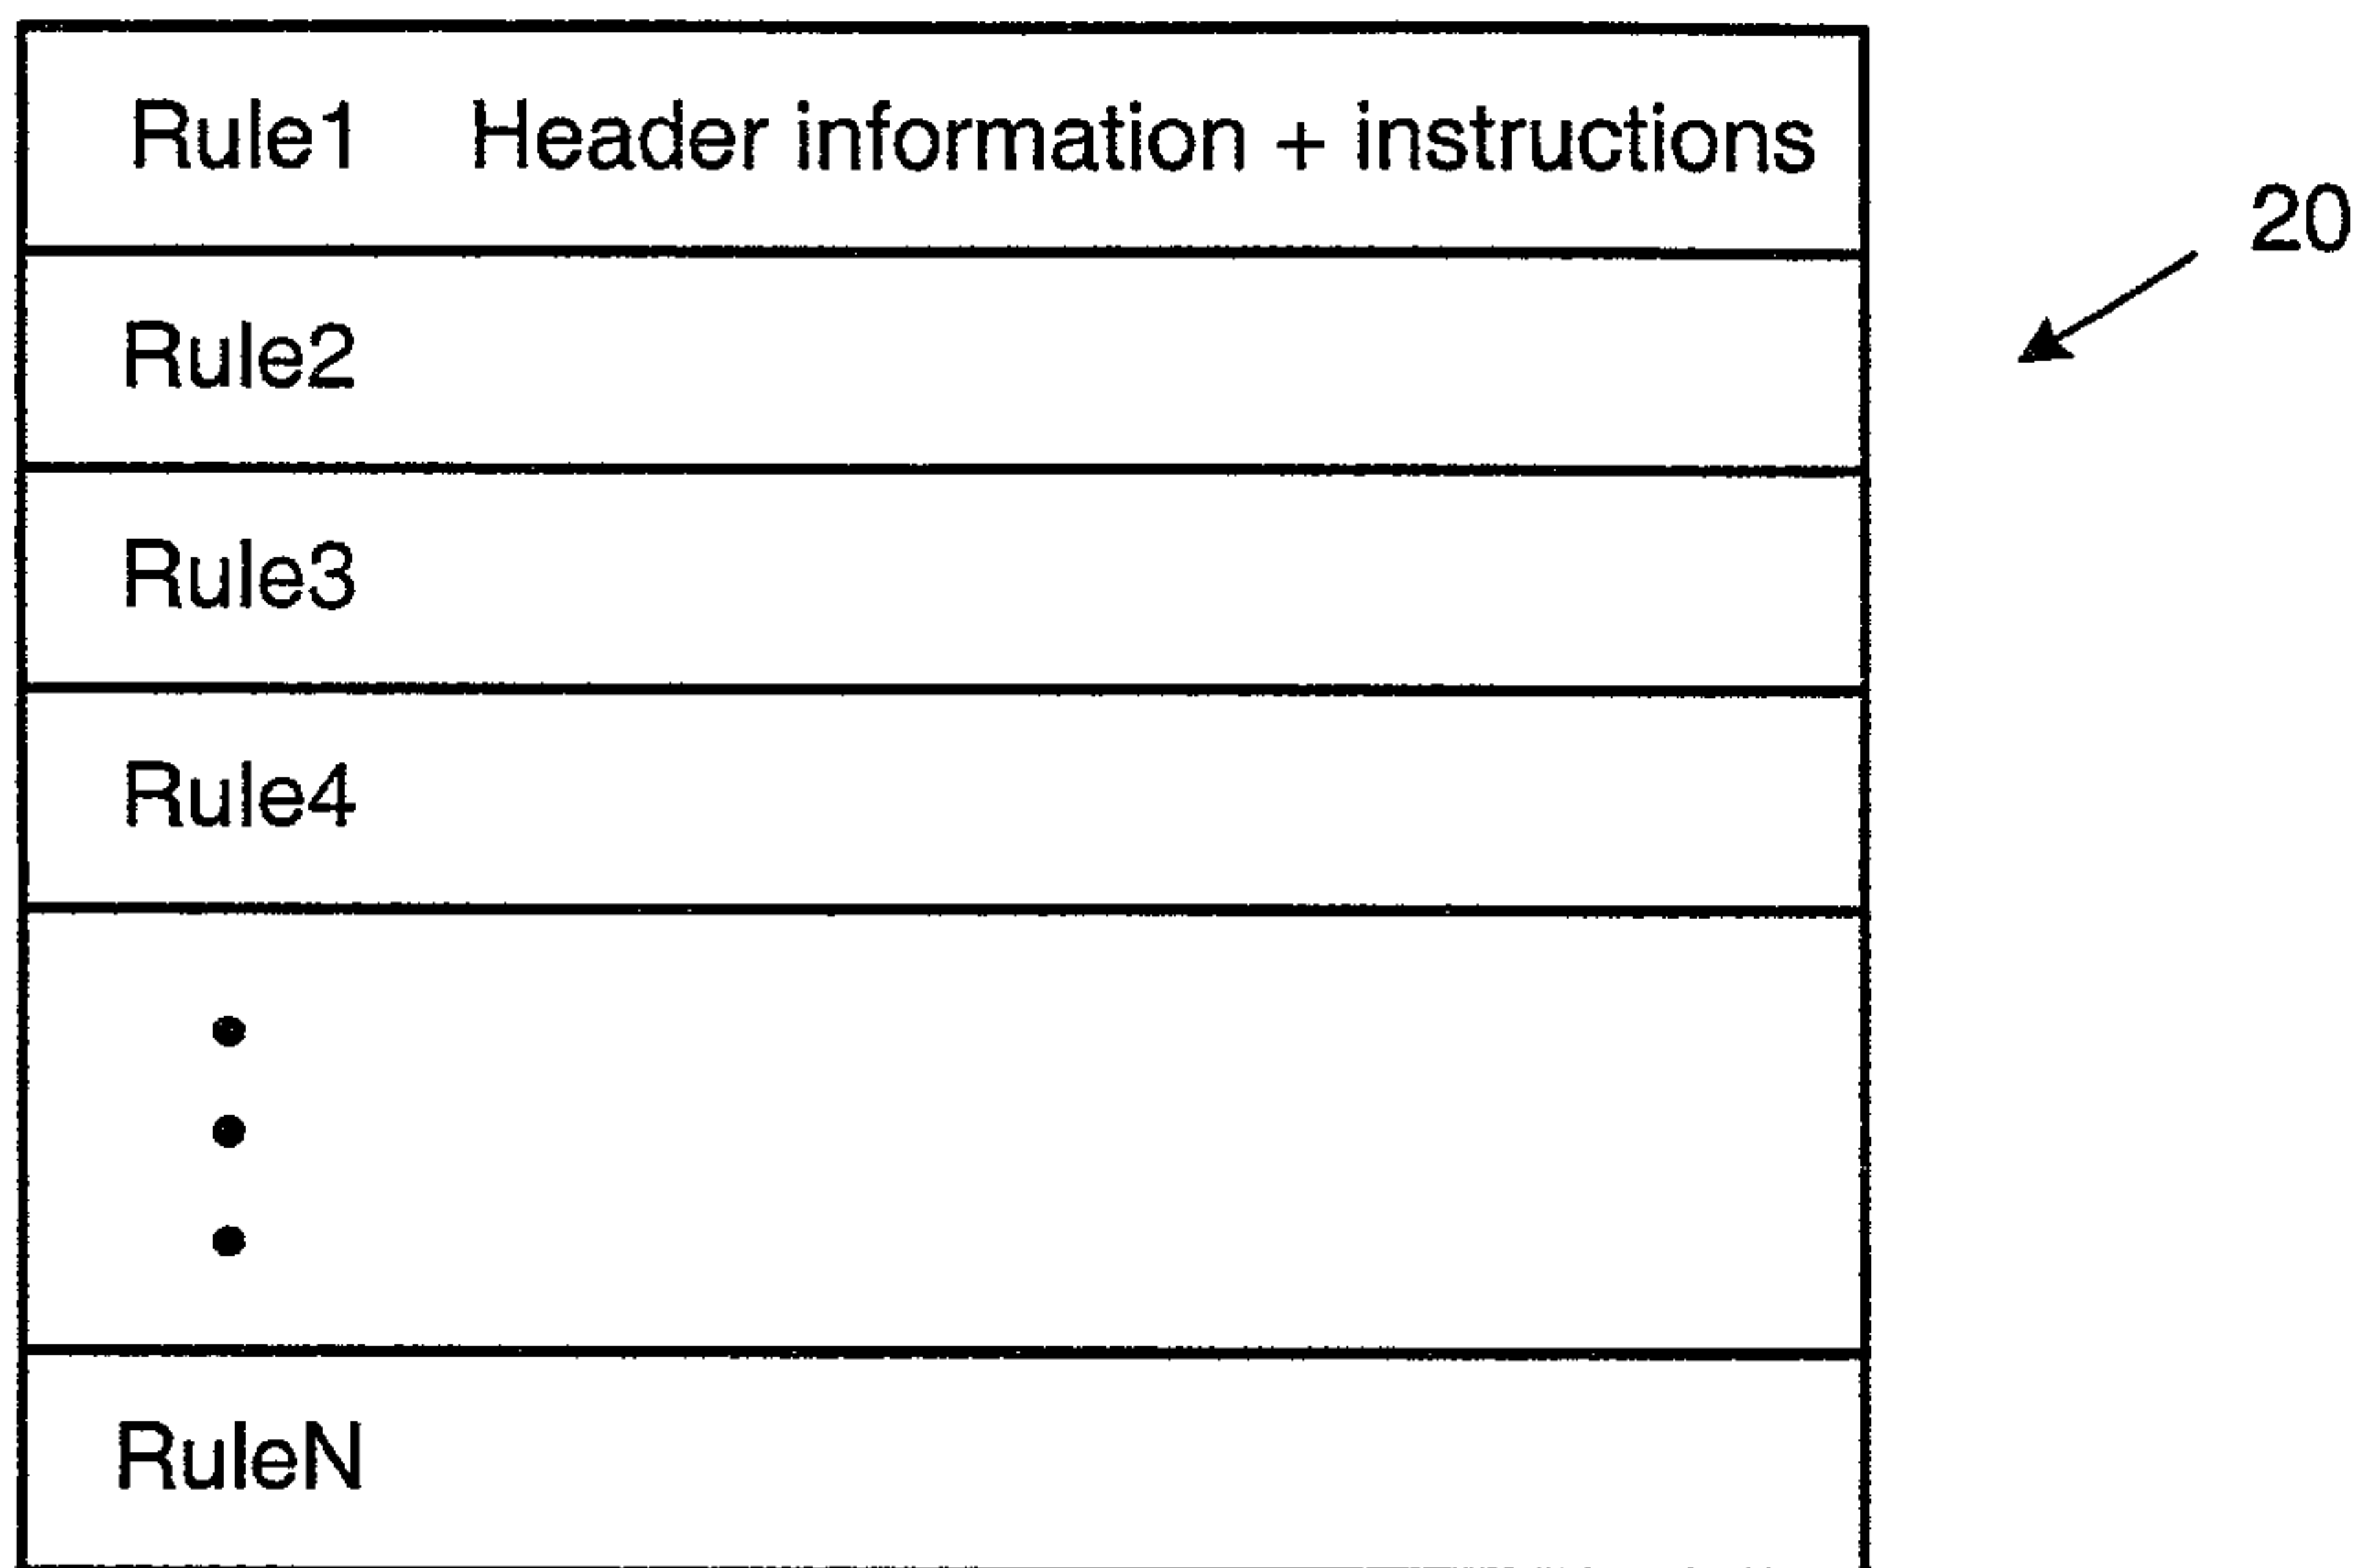 Rule1 Header information + instructions
20
Rule2
Rule3
Rule4
RuleN